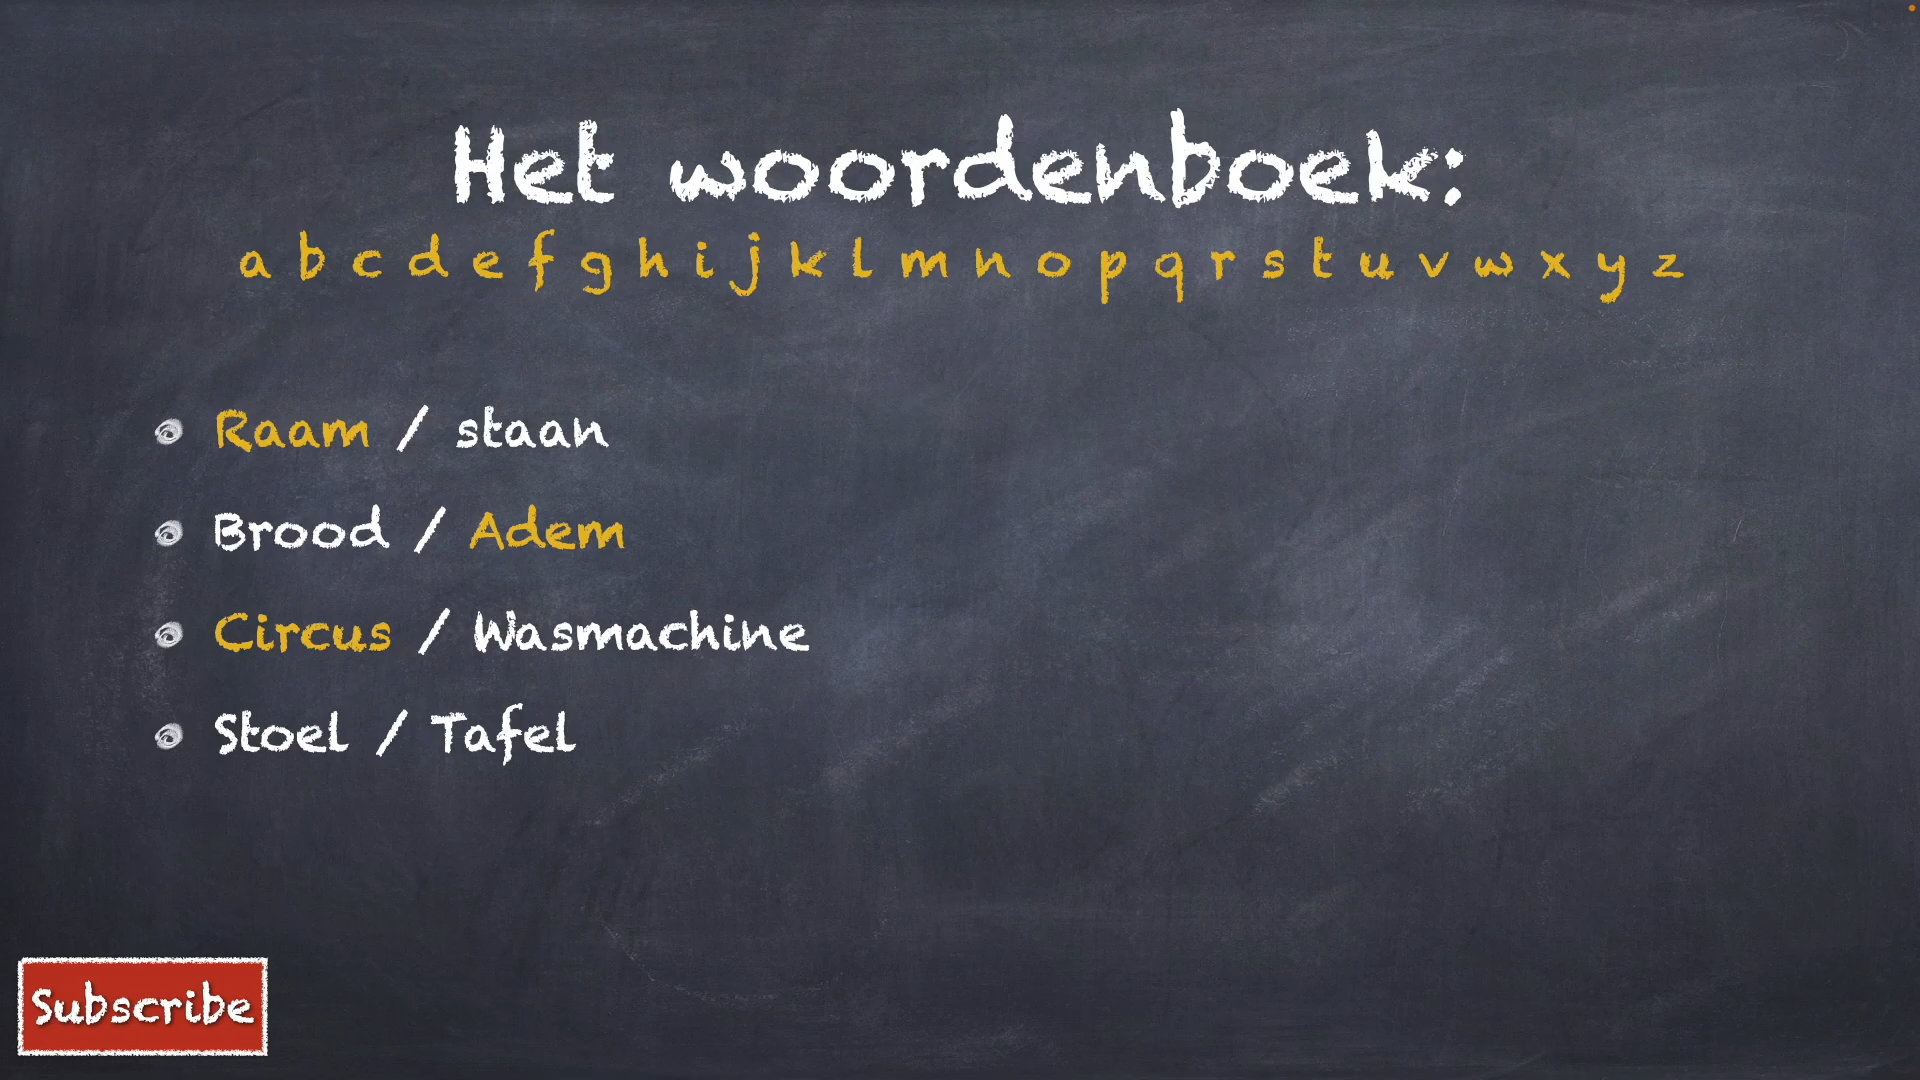 Het woordenboek:
a b c d e f g h i j k l m n o p q r s t u v w x y z
Raam / staan
Brood / Adem
Circus / Wasmachine
Stoel / Tafel
Subscribe